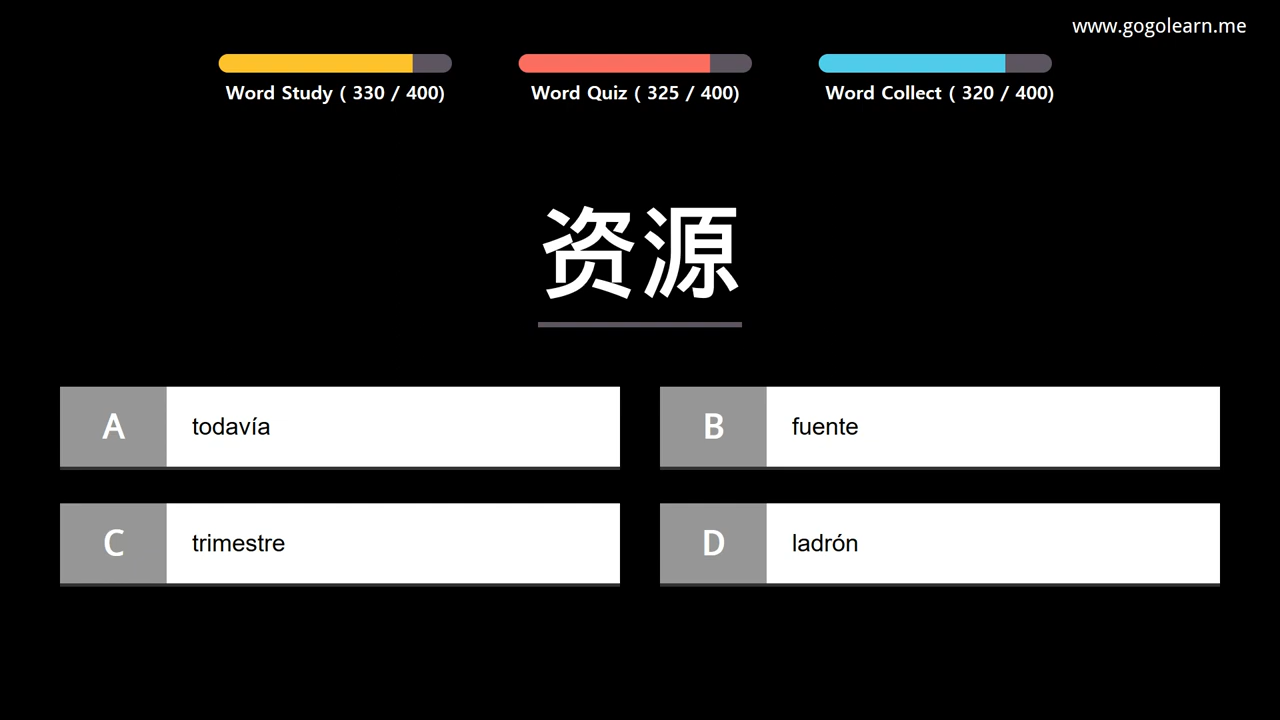 www.gogolearn.me
Word Study ( 330 / 400)
Word Quiz ( 325 / 400)
Word Collect ( 320 / 400)
资源
A todavía
B fuente
C trimestre
D ladrón